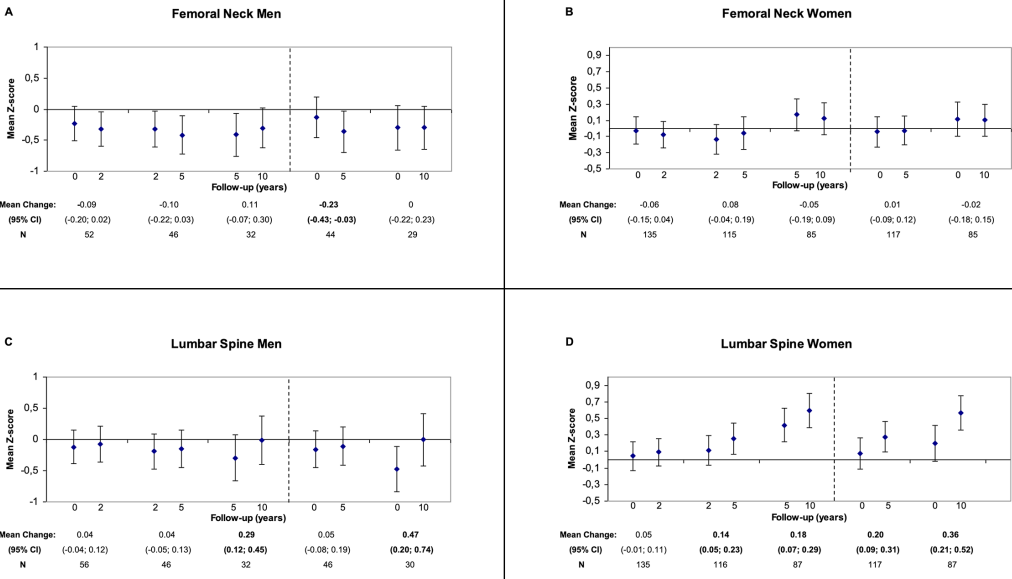 A
Femoral Neck Men
Mean Z-score
1
0,5
0
-0,5
-1
0 2 2 5 5 10 0 5 0 10
Follow-up (years)
Mean Change: -0.09 -0.10 0.11 -0.23 0
(95% CI) (-0.20; 0.02) (-0.22; 0.03) (-0.07; 0.30) (-0.43; -0.03) (-0.22; 0.23)
N 52 46 32 44 29
B
Femoral Neck Women
Mean Z-score
0,9
0,7
0,5
0,3
0,1
-0,1
-0,3
-0,5
0 2 2 5 5 10 0 5 0 10
Follow-up (years)
Mean Change: -0.06 0.08 -0.05 0.01 -0.02
(95% CI) (-0.15; 0.04) (-0.04; 0.19) (-0.19; 0.09) (-0.09; 0.12) (-0.18; 0.15)
N 135 115 85 117 85
C
Lumbar Spine Men
Mean Z-score
1
0,5
0
-0,5
-1
0 2 2 5 5 10 0 5 0 10
Follow-up (years)
Mean Change: 0.04 0.04 0.29 0.05 0.47
(95% CI) (-0.04; 0.12) (-0.05; 0.13) (0.12; 0.45) (-0.08; 0.19) (0.20; 0.74)
N 56 46 32 46 30
D
Lumbar Spine Women
Mean Z-score
0,9
0,7
0,5
0,3
0,1
-0,1
-0,3
-0,5
0 2 2 5 5 10 0 5 0 10
Follow-up (years)
Mean Change: 0.05 0.14 0.18 0.20 0.36
(95% CI) (-0.01; 0.11) (0.05; 0.23) (0.07; 0.29) (0.09; 0.31) (0.21; 0.52)
N 135 116 87 117 87